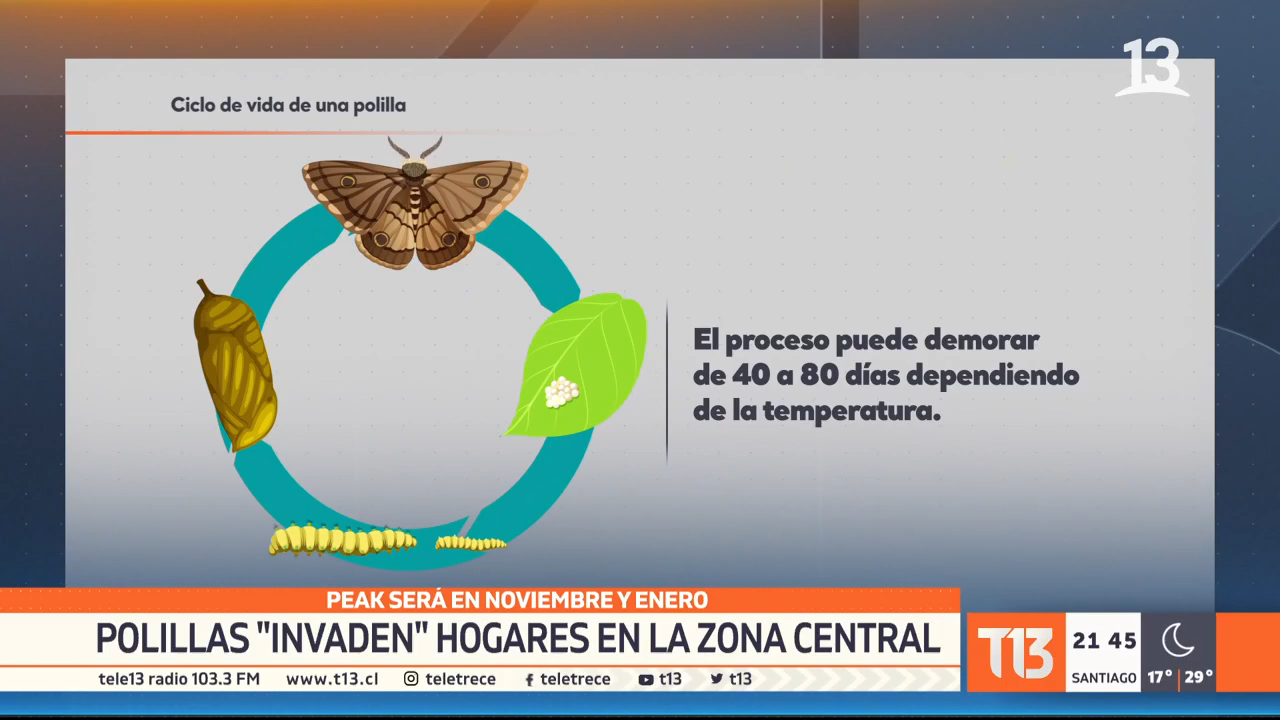 13
Ciclo de vida de una polilla
El proceso puede demorar
de 40 a 80 días dependiendo
de la temperatura.
PEAK SERÁ EN NOVIEMBRE Y ENERO
POLILLAS "INVADEN" HOGARES EN LA ZONA CENTRAL
tele13 radio 103.3 FM www.t13.cl teletrece teletrece t13 t13
T13
21 45
SANTIAGO
17° 29°